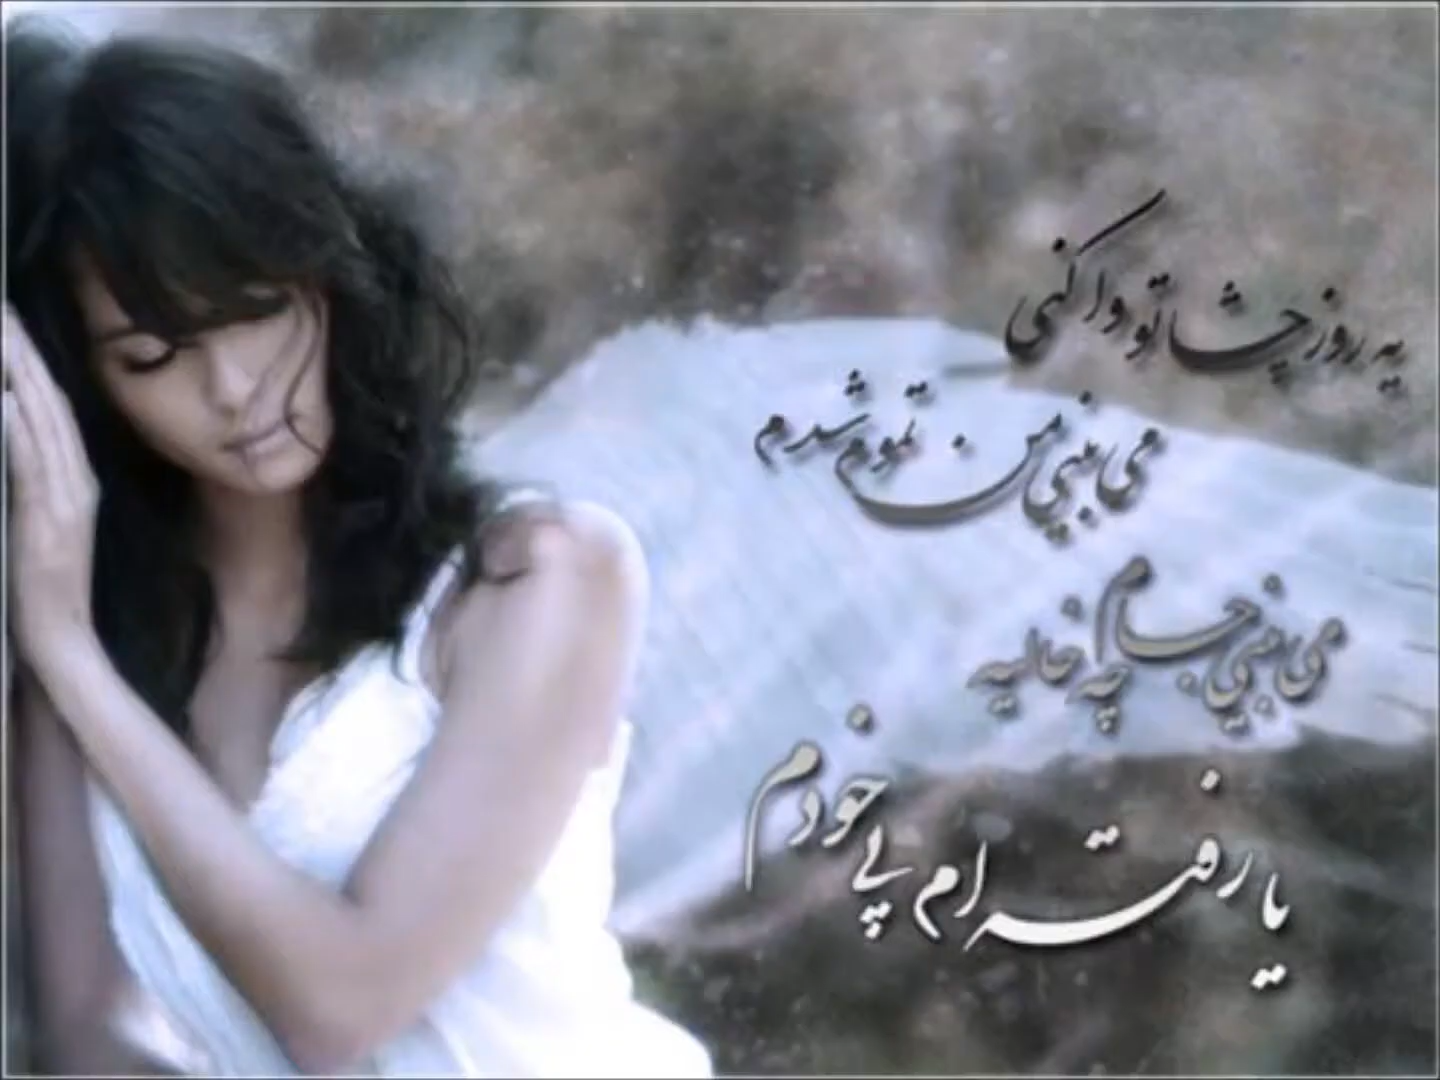 یه روز چشاتو وا کنی
می بینی من تموم شدم
می بینی جام چه خالیه
یا رفته ام پی خودم